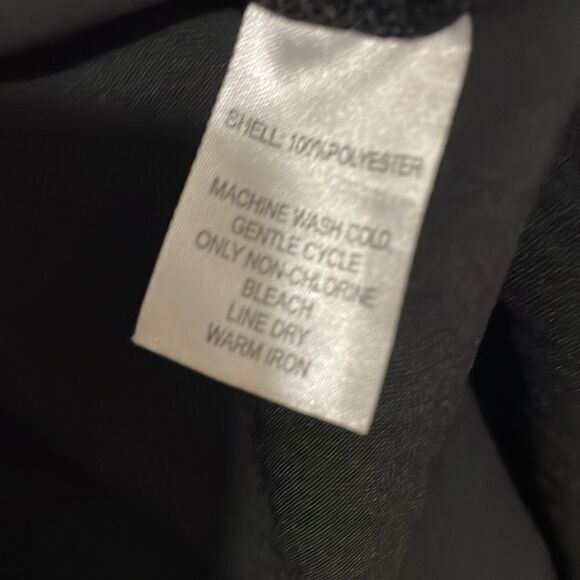 SHELL: 100%POLYESTER
MACHINE WASH COLD
GENTLE CYCLE
ONLY NON-CHLORINE
BLEACH
LINE DRY
WARM IRON